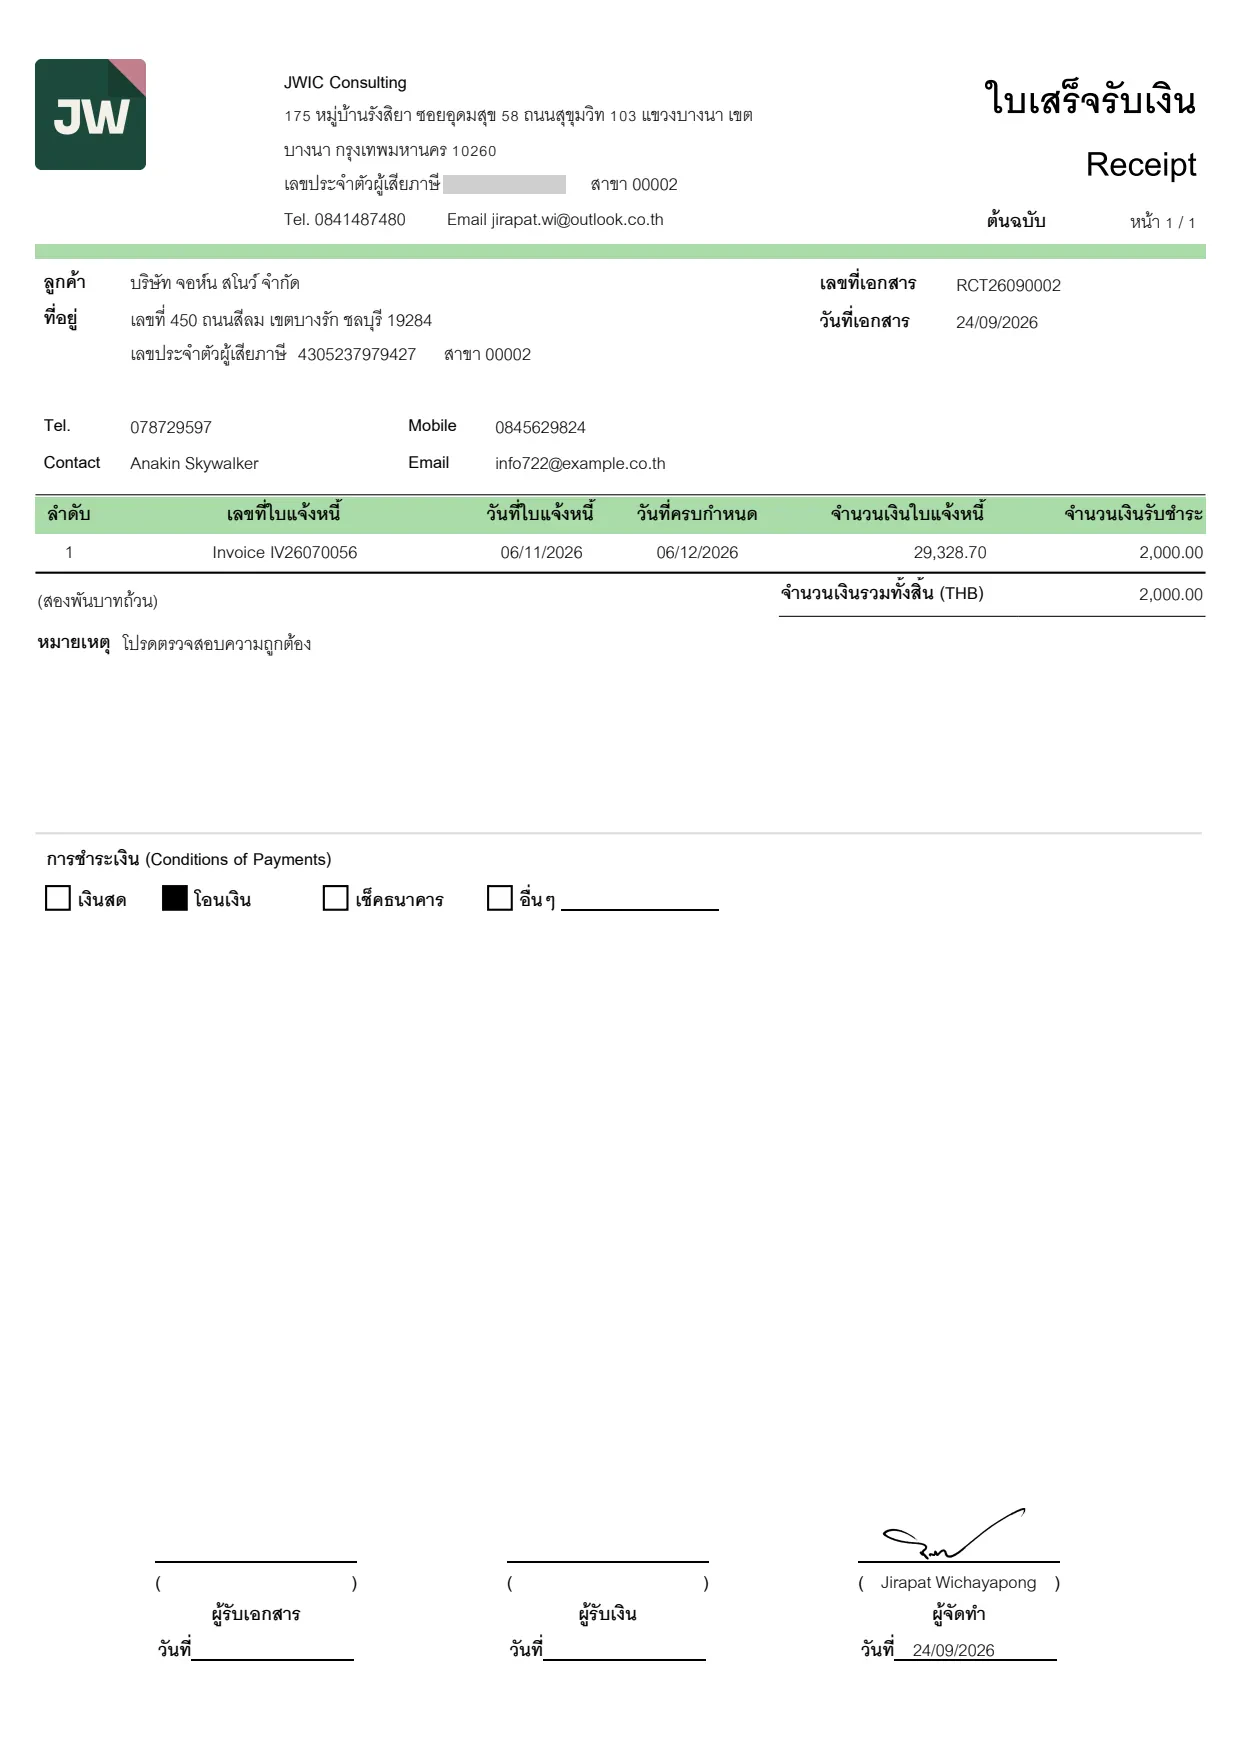 JW
JWIC Consulting
175 หมู่บ้านรังสิยา ซอยอุดมสุข 58 ถนนสุขุมวิท 103 แขวงบางนา เขต
บางนา กรุงเทพมหานคร 10260
เลขประจำตัวผู้เสียภาษี สาขา 00002
Tel. 0841487480 Email jirapat.wi@outlook.co.th
ใบเสร็จรับเงิน
Receipt
ต้นฉบับ หน้า 1 / 1
ลูกค้า บริษัท จอห์น สโนว์ จำกัด
ที่อยู่ เลขที่ 450 ถนนสีลม เขตบางรัก ชลบุรี 19284
เลขประจำตัวผู้เสียภาษี 4305237979427 สาขา 00002
เลขที่เอกสาร RCT26090002
วันที่เอกสาร 24/09/2026
Tel. 078729597 Mobile 0845629824
Contact Anakin Skywalker Email info722@example.co.th
ลำดับ เลขที่ใบแจ้งหนี้ วันที่ใบแจ้งหนี้ วันที่ครบกำหนด จำนวนเงินใบแจ้งหนี้ จำนวนเงินรับชำระ
1 Invoice IV26070056 06/11/2026 06/12/2026 29,328.70 2,000.00
(สองพันบาทถ้วน) จำนวนเงินรวมทั้งสิ้น (THB) 2,000.00
หมายเหตุ โปรดตรวจสอบความถูกต้อง
การชำระเงิน (Conditions of Payments)
เงินสด โอนเงิน เช็คธนาคาร อื่นๆ
( ) ( ) ( Jirapat Wichayapong )
ผู้รับเอกสาร ผู้รับเงิน ผู้จัดทำ
วันที่ วันที่ วันที่ 24/09/2026